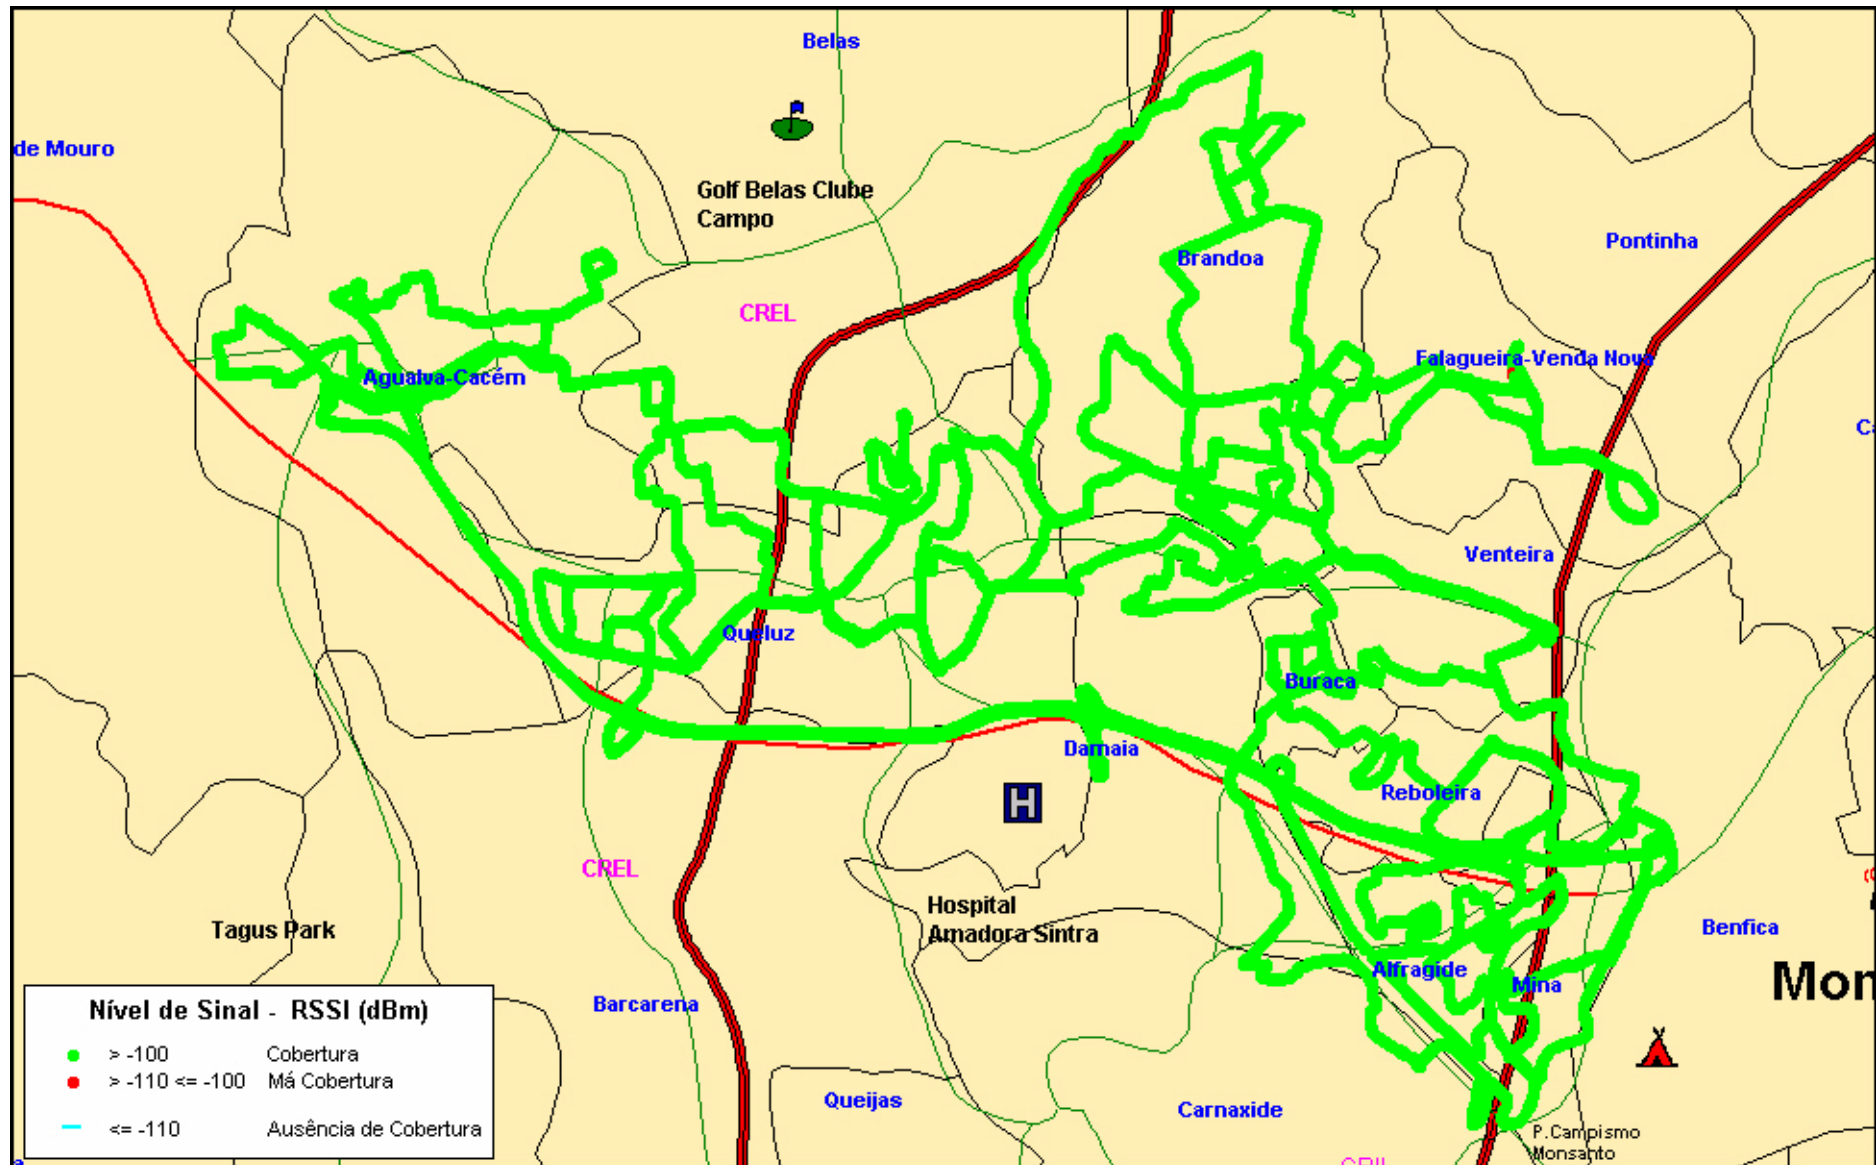 Belas
de Mouro
Golf Belas Clube
Campo
Pontinha
Brandoa
CREL
Falagueira-Venda Nova
Agualva-Cacém
Venteira
Queluz
Buraca
Damaia
Reboleira
H
CREL
Hospital
Amadora Sintra
Tagus Park
Benfica
Alfragide
Mina
Mon
Barcarena
Nível de Sinal - RSSI (dBm)
> -100 Cobertura
> -110 <= -100 Má Cobertura
<= -110 Ausência de Cobertura
Queijas
Carnaxide
P.Campismo
Monsanto